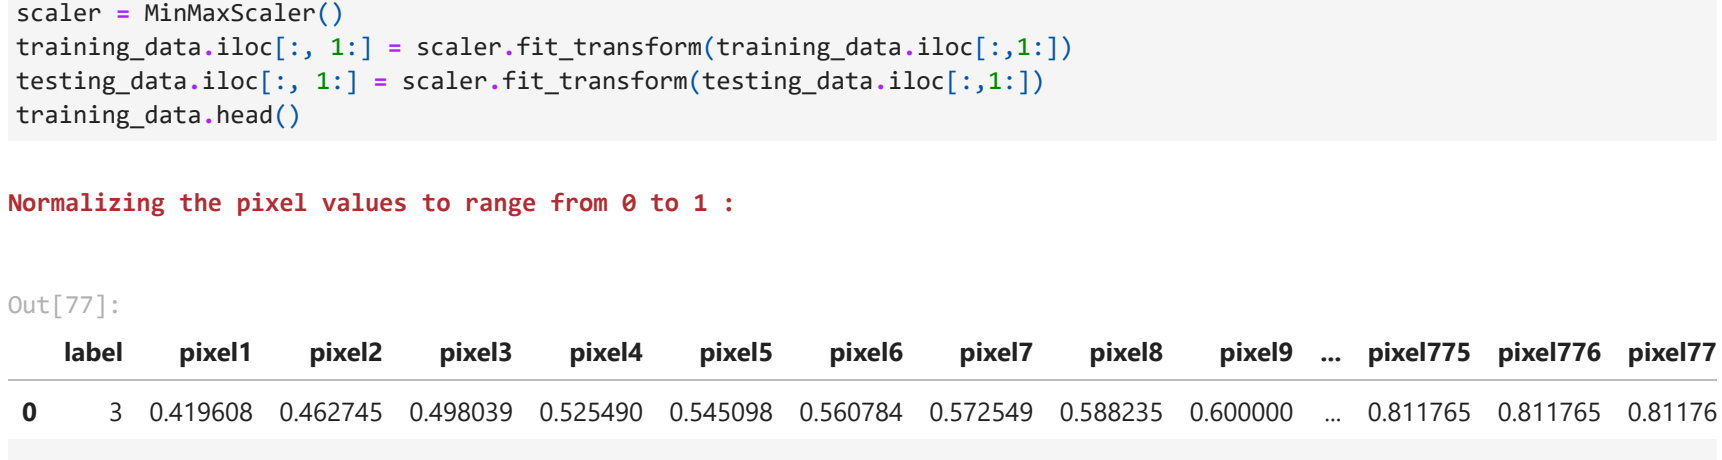 scaler = MinMaxScaler()
training_data.iloc[:, 1:] = scaler.fit_transform(training_data.iloc[:,1:])
testing_data.iloc[:, 1:] = scaler.fit_transform(testing_data.iloc[:,1:])
training_data.head()
Normalizing the pixel values to range from 0 to 1 :
Out[77]:
label pixel1 pixel2 pixel3 pixel4 pixel5 pixel6 pixel7 pixel8 pixel9 ... pixel775 pixel776 pixel77
0 3 0.419608 0.462745 0.498039 0.525490 0.545098 0.560784 0.572549 0.588235 0.600000 ... 0.811765 0.811765 0.81176